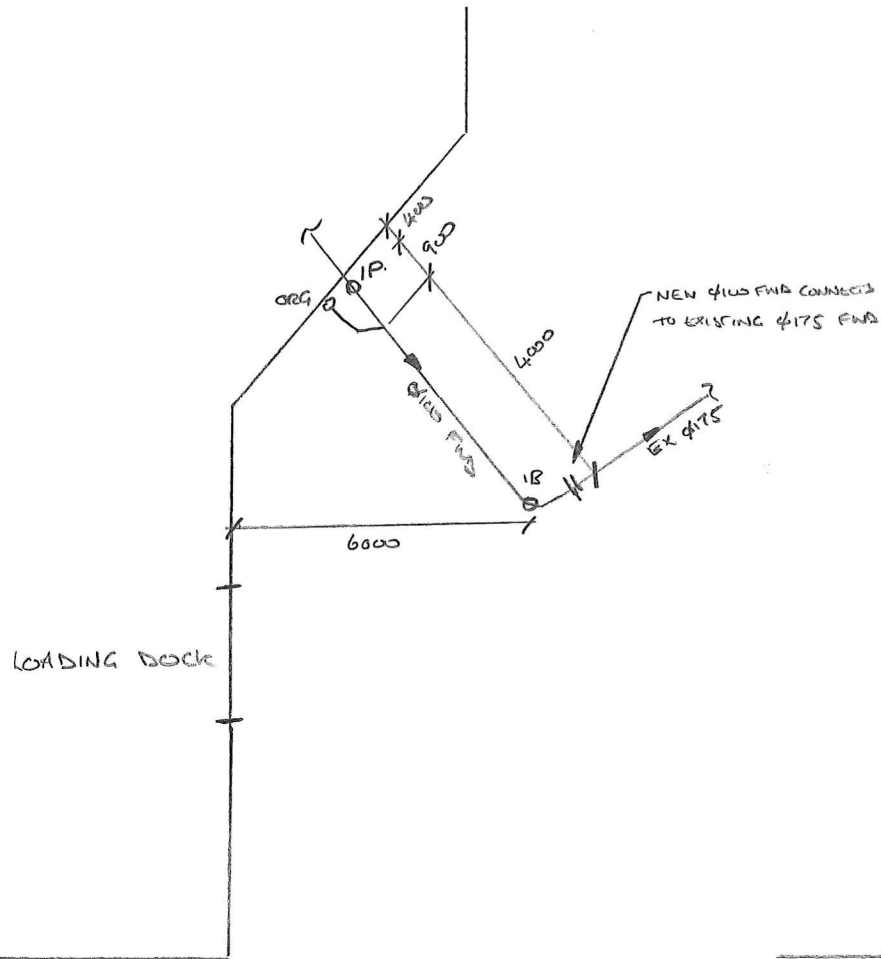 400
900
IP.
ORG
NEW ø100 FWD CONNECTS
TO EXISTING ø175 FWD
4000
ø100 FWD
EX ø175
IB
6000
LOADING DOCK